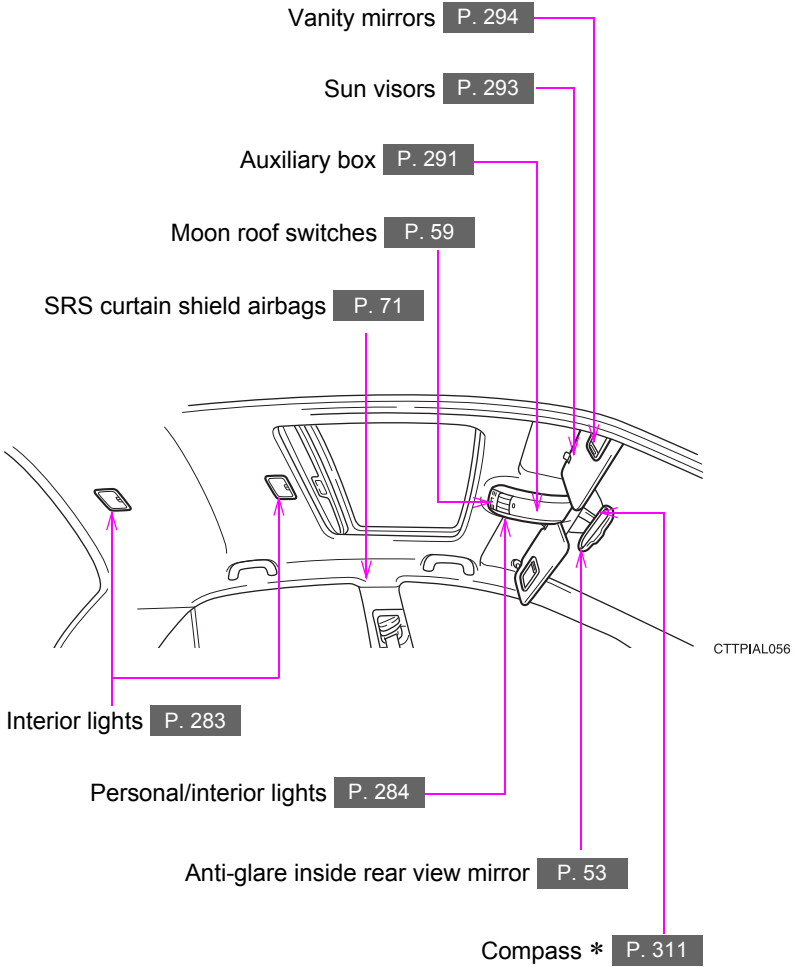 Vanity mirrors P. 294
Sun visors P. 293
Auxiliary box P. 291
Moon roof switches P. 59
SRS curtain shield airbags P. 71
CTTPIAL056
Interior lights P. 283
Personal/interior lights P. 284
Anti-glare inside rear view mirror P. 53
Compass * P. 311